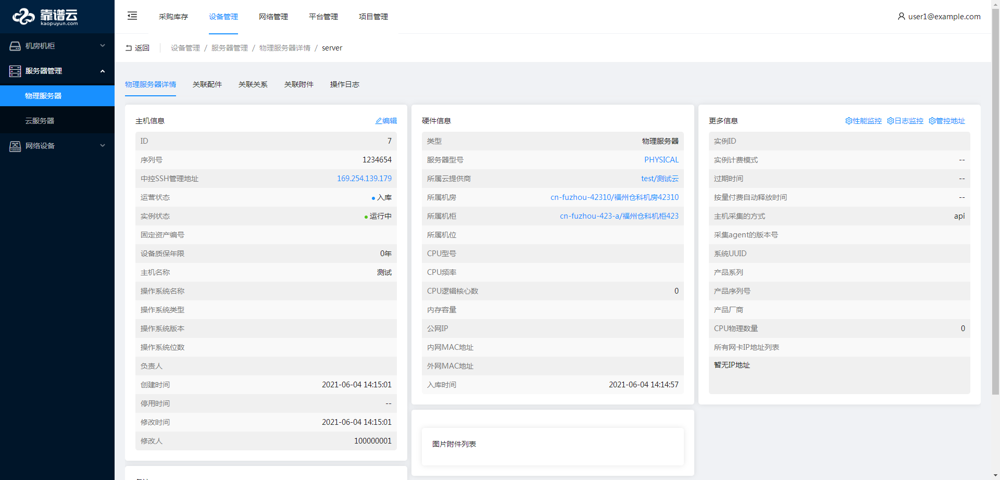 靠谱云
kaopuyun.com
采购库存
设备管理
网络管理
平台管理
项目管理
user1@example.com
机房机柜
服务器管理
物理服务器
云服务器
网络设备
返回
设备管理 / 服务器管理 / 物理服务器详情 / server
物理服务器详情
关联配件
关联关系
关联附件
操作日志
主机信息
编辑
ID 7
序列号 1234654
中控SSH管理地址 169.254.139.179
运营状态 入库
实例状态 运行中
固定资产编号
设备质保年限 0年
主机名称 测试
操作系统名称
操作系统类型
操作系统版本
操作系统位数
负责人
创建时间 2021-06-04 14:15:01
停用时间 --
修改时间 2021-06-04 14:15:01
修改人 100000001
硬件信息
类型 物理服务器
服务器型号 PHYSICAL
所属云提供商 test/测试云
所属机房 cn-fuzhou-42310/福州仓科机房42310
所属机柜 cn-fuzhou-423-a/福州仓科机柜423
所属机位
CPU型号
CPU频率
CPU逻辑核心数 0
内存容量
公网IP
内网MAC地址
外网MAC地址
入库时间 2021-06-04 14:14:57
图片附件列表
更多信息
性能监控 日志监控 管控地址
实例ID
实例计费模式 --
过期时间 --
按量付费自动释放时间 --
主机采集的方式 api
采集agent的版本号
系统UUID
产品系列
产品序列号
产品厂商
CPU物理数量 0
所有网卡IP地址列表
暂无IP地址